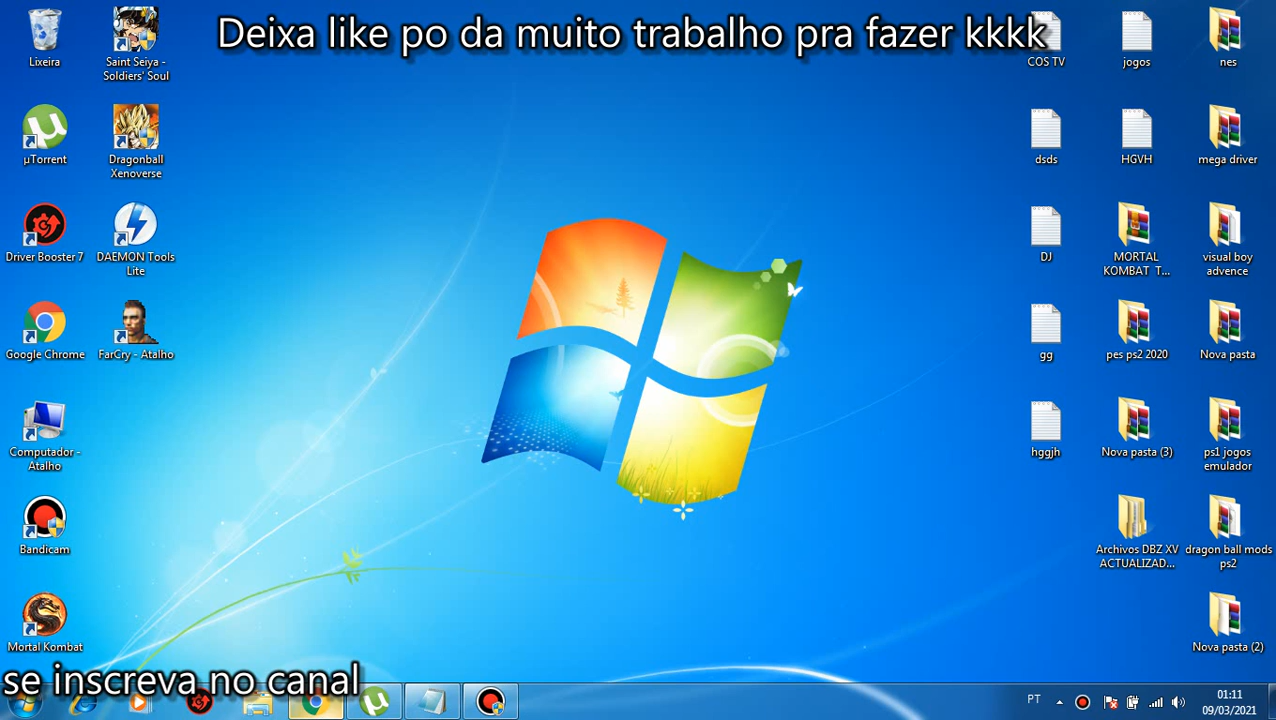 Deixa like po da muito trabalho pra fazer kkkk
Lixeira
Saint Seiya -
Soldiers' Soul
COS TV
jogos
nes
µTorrent
Dragonball
Xenoverse
dsds
HGVH
mega driver
Driver Booster 7
DAEMON Tools
Lite
DJ
MORTAL
KOMBAT T...
visual boy
advence
Google Chrome
FarCry - Atalho
gg
pes ps2 2020
Nova pasta
Computador -
Atalho
hggjh
Nova pasta (3)
ps1 jogos
emulador
Bandicam
Archivos DBZ XV
ACTUALIZAD...
dragon ball mods
ps2
Mortal Kombat
Nova pasta (2)
se inscreva no canal
PT
01:11
09/03/2021